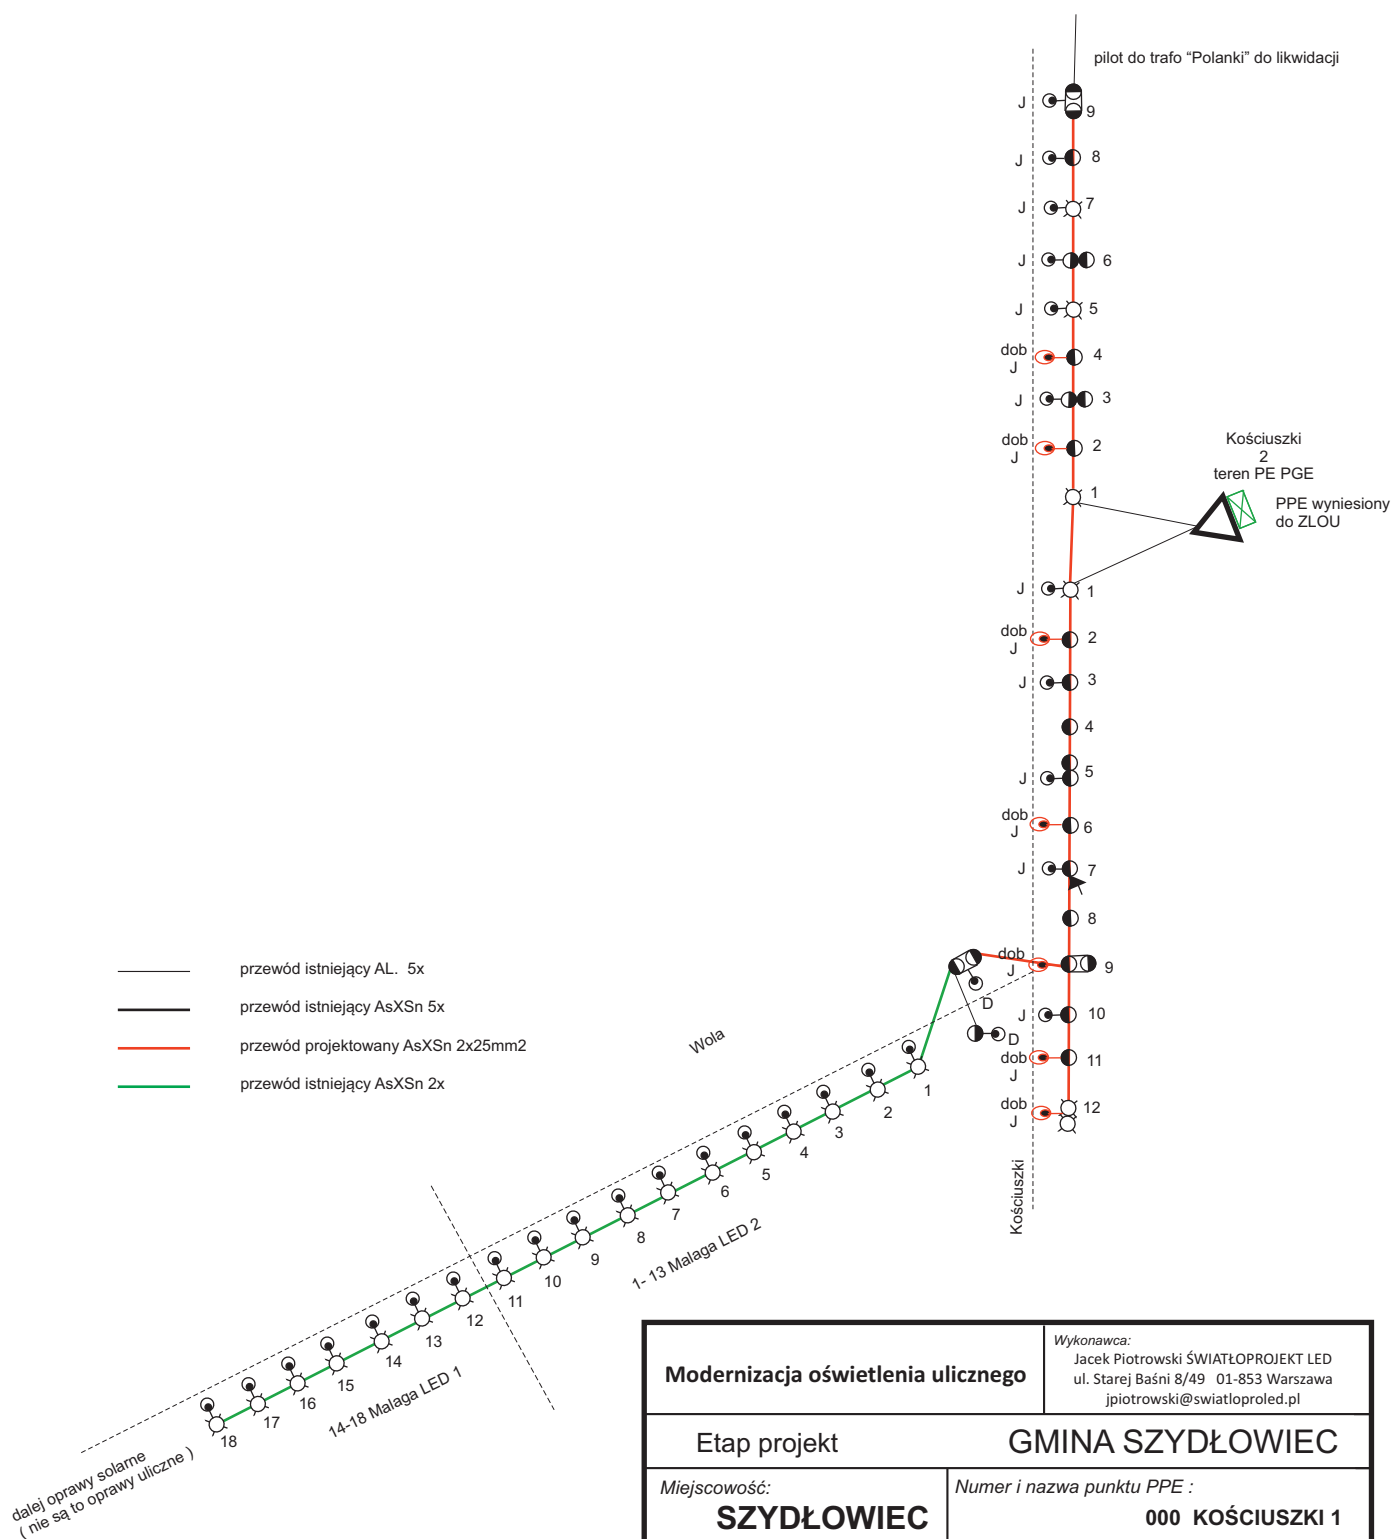 pilot do trafo “Polanki” do likwidacji
J
9
J
8
J
7
J
6
J
5
dob
J
4
J
3
dob
J
2
1
Kościuszki
2
teren PE PGE
PPE wyniesiony
do ZLOU
J
1
dob
J
2
J
3
4
J
5
dob
J
6
J
7
8
dob
J
9
D
J
10
D
dob
J
11
dob
J
12
Kościuszki
przewód istniejący AL. 5x
przewód istniejący AsXSn 5x
przewód projektowany AsXSn 2x25mm2
przewód istniejący AsXSn 2x
Wola
1
2
3
4
5
6
7
8
9
10
11
12
13
14
15
16
17
18
1- 13 Malaga LED 2
14-18 Malaga LED 1
dalej oprawy solarne
( nie są to oprawy uliczne )
Modernizacja oświetlenia ulicznego
Wykonawca:
Jacek Piotrowski ŚWIATŁOPROJEKT LED
ul. Starej Baśni 8/49 01-853 Warszawa
jpiotrowski@swiatloproled.pl
Etap projekt
GMINA SZYDŁOWIEC
Miejscowość:
SZYDŁOWIEC
Numer i nazwa punktu PPE :
000 KOŚCIUSZKI 1